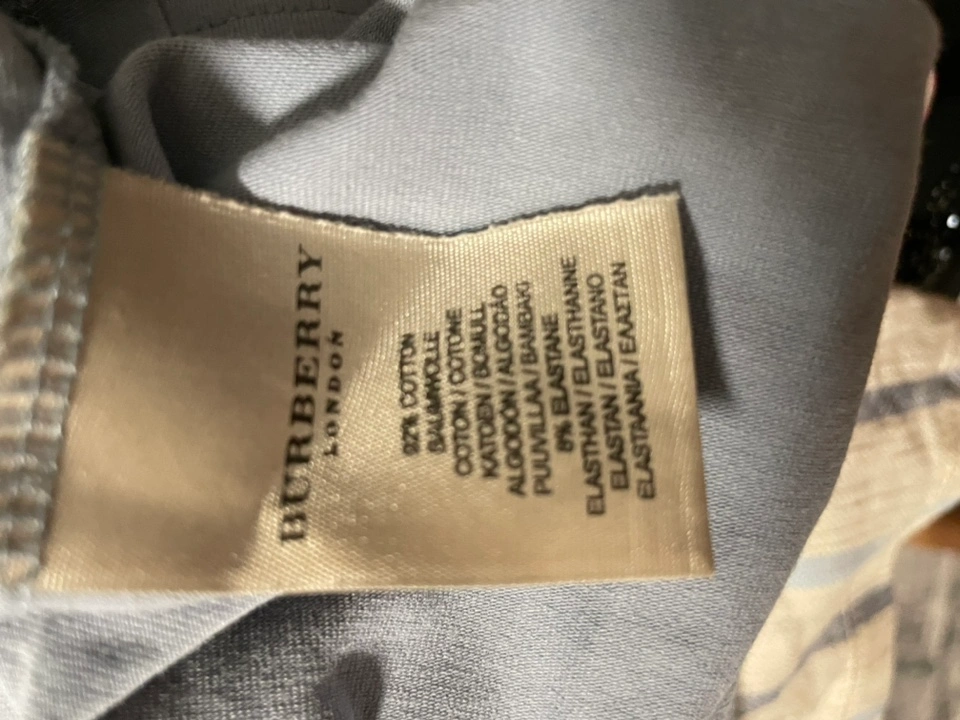 BURBERRY
LONDON
92% COTTON
BAUMWOLLE
COTON / COTONE
KATOEN / BOMULL
ALGODÓN / ALGODÃO
PUUVILLA / BAMBAKI
8% ELASTANE
ELASTHAN / ELASTHANNE
ELASTAN / ELASTANO
ELASTAANIA / ΕΛΑΣΤΑΝ